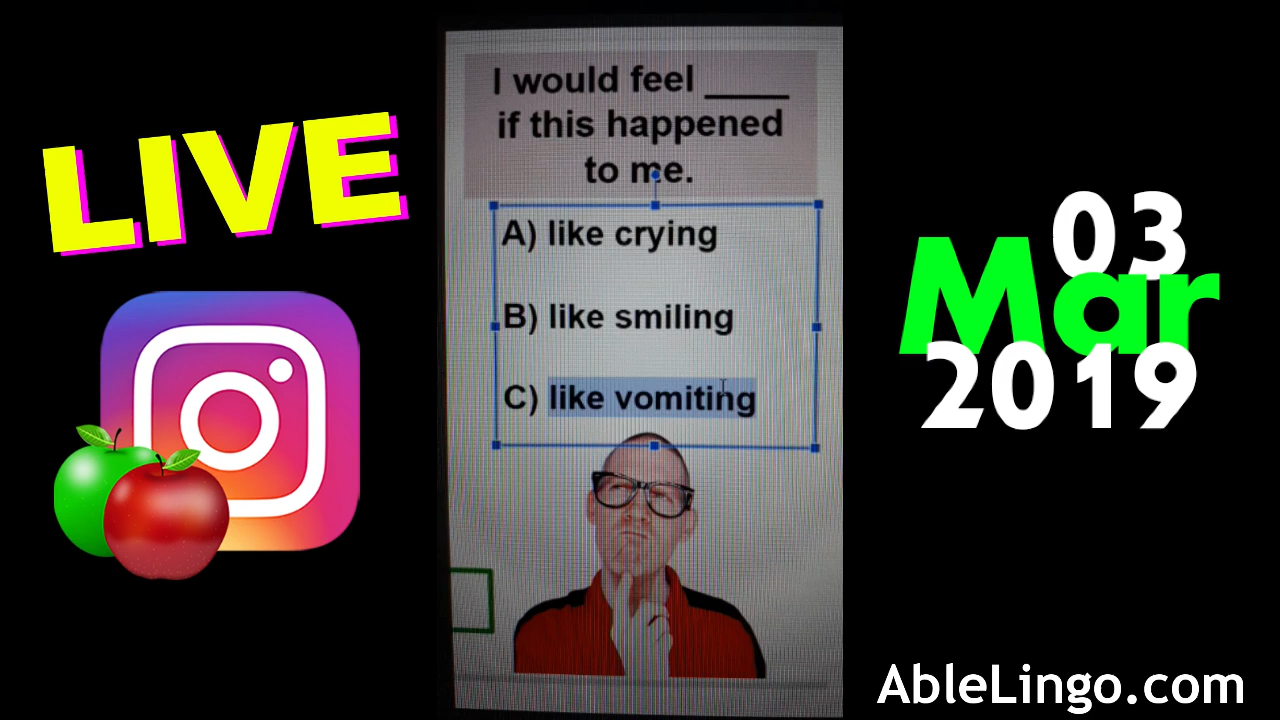 LIVE
I would feel ____
if this happened
to me.
A) like crying
B) like smiling
C) like vomiting
03
Mar
2019
AbleLingo.com